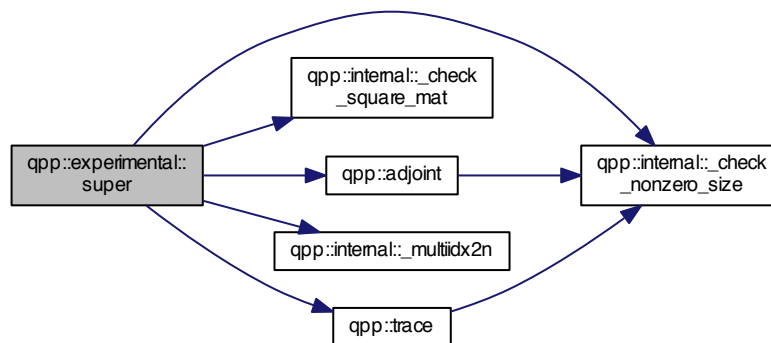 qpp::internal::_check
_square_mat
qpp::experimental::
super
qpp::adjoint
qpp::internal::_check
_nonzero_size
qpp::internal::_multiidx2n
qpp::trace